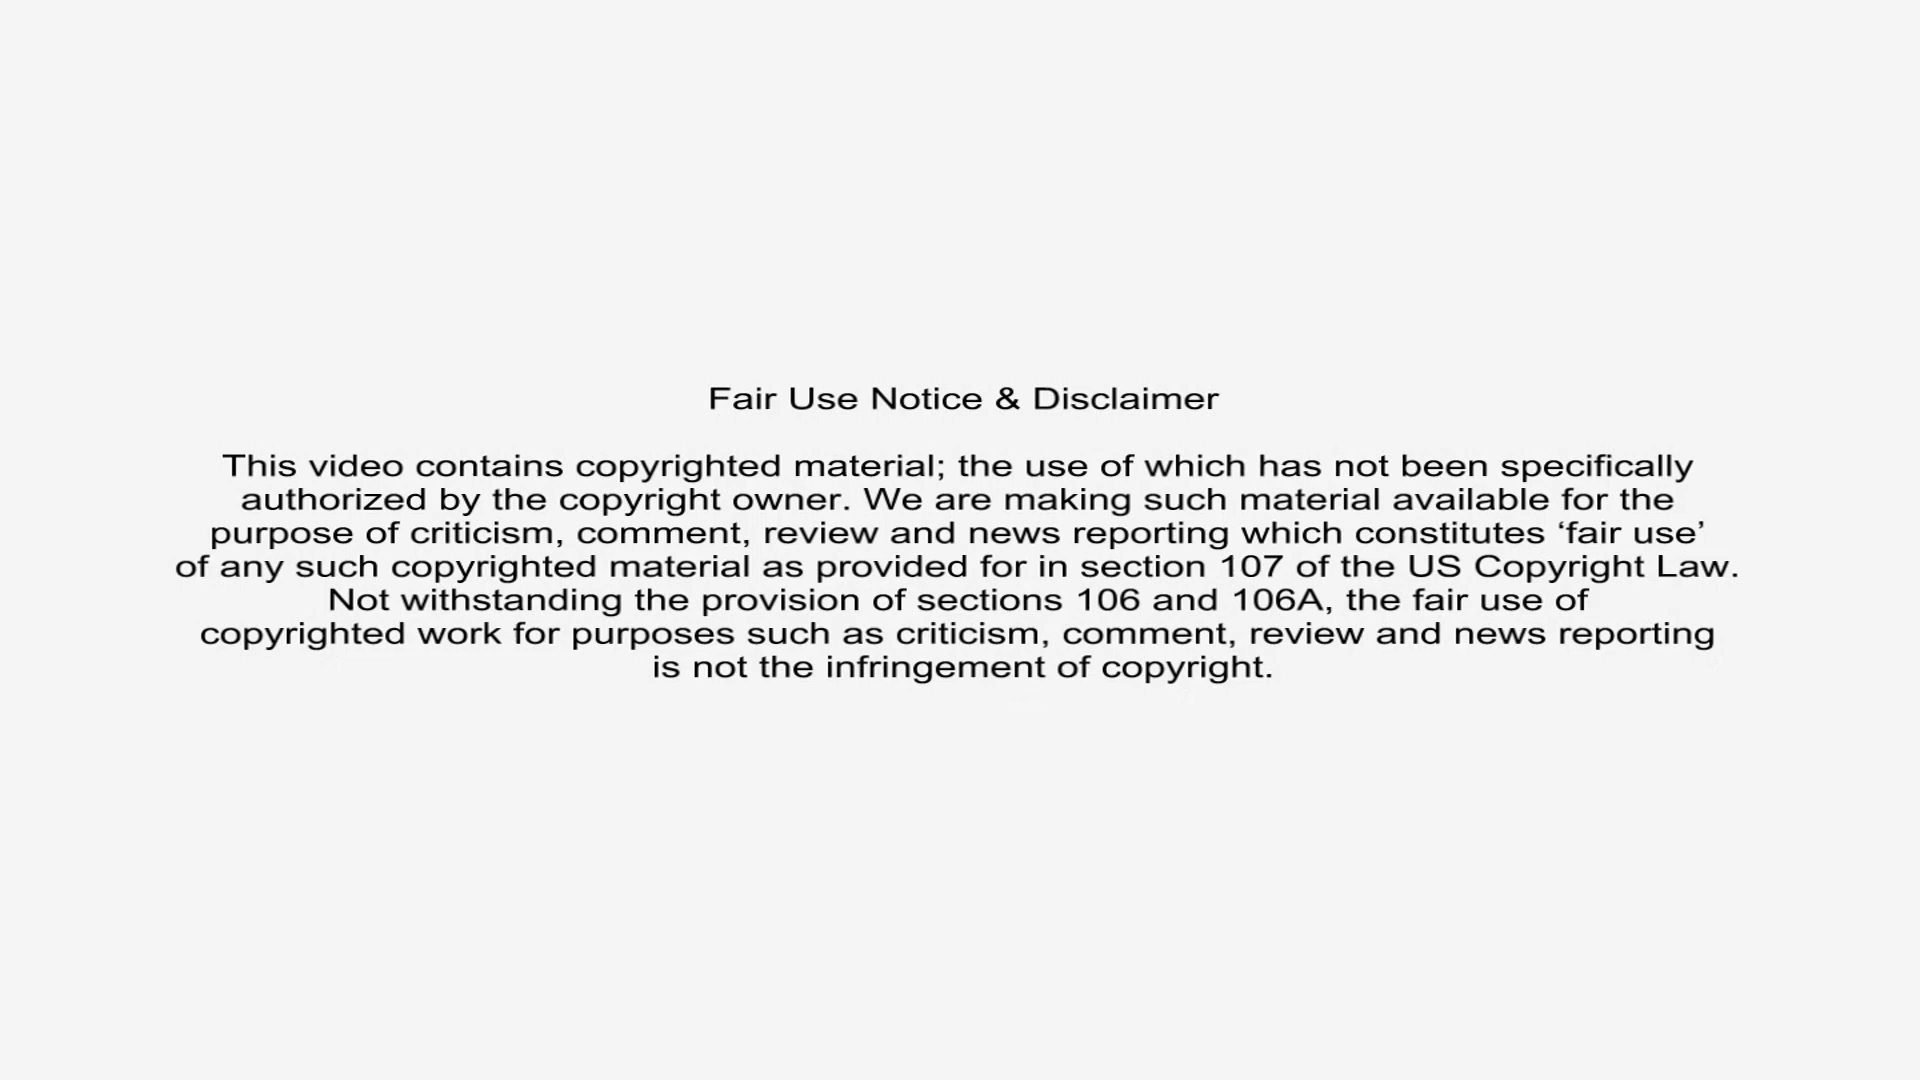 Fair Use Notice & Disclaimer
This video contains copyrighted material; the use of which has not been specifically
authorized by the copyright owner. We are making such material available for the
purpose of criticism, comment, review and news reporting which constitutes ‘fair use’
of any such copyrighted material as provided for in section 107 of the US Copyright Law.
Not withstanding the provision of sections 106 and 106A, the fair use of
copyrighted work for purposes such as criticism, comment, review and news reporting
is not the infringement of copyright.